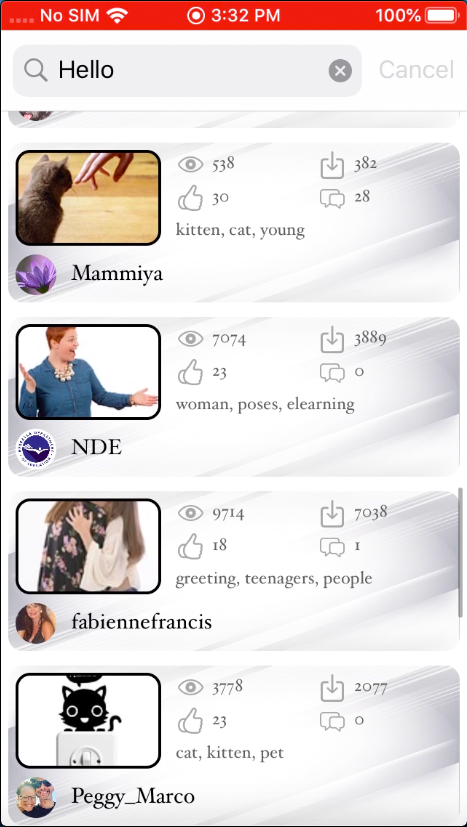 No SIM 3:32 PM 100%
Hello Cancel
538 382
30 28
kitten, cat, young
Mammiya
7074 3889
23 0
woman, poses, elearning
NDE
9714 7038
18 1
greeting, teenagers, people
fabiennefrancis
3778 2077
23 0
cat, kitten, pet
Peggy_Marco